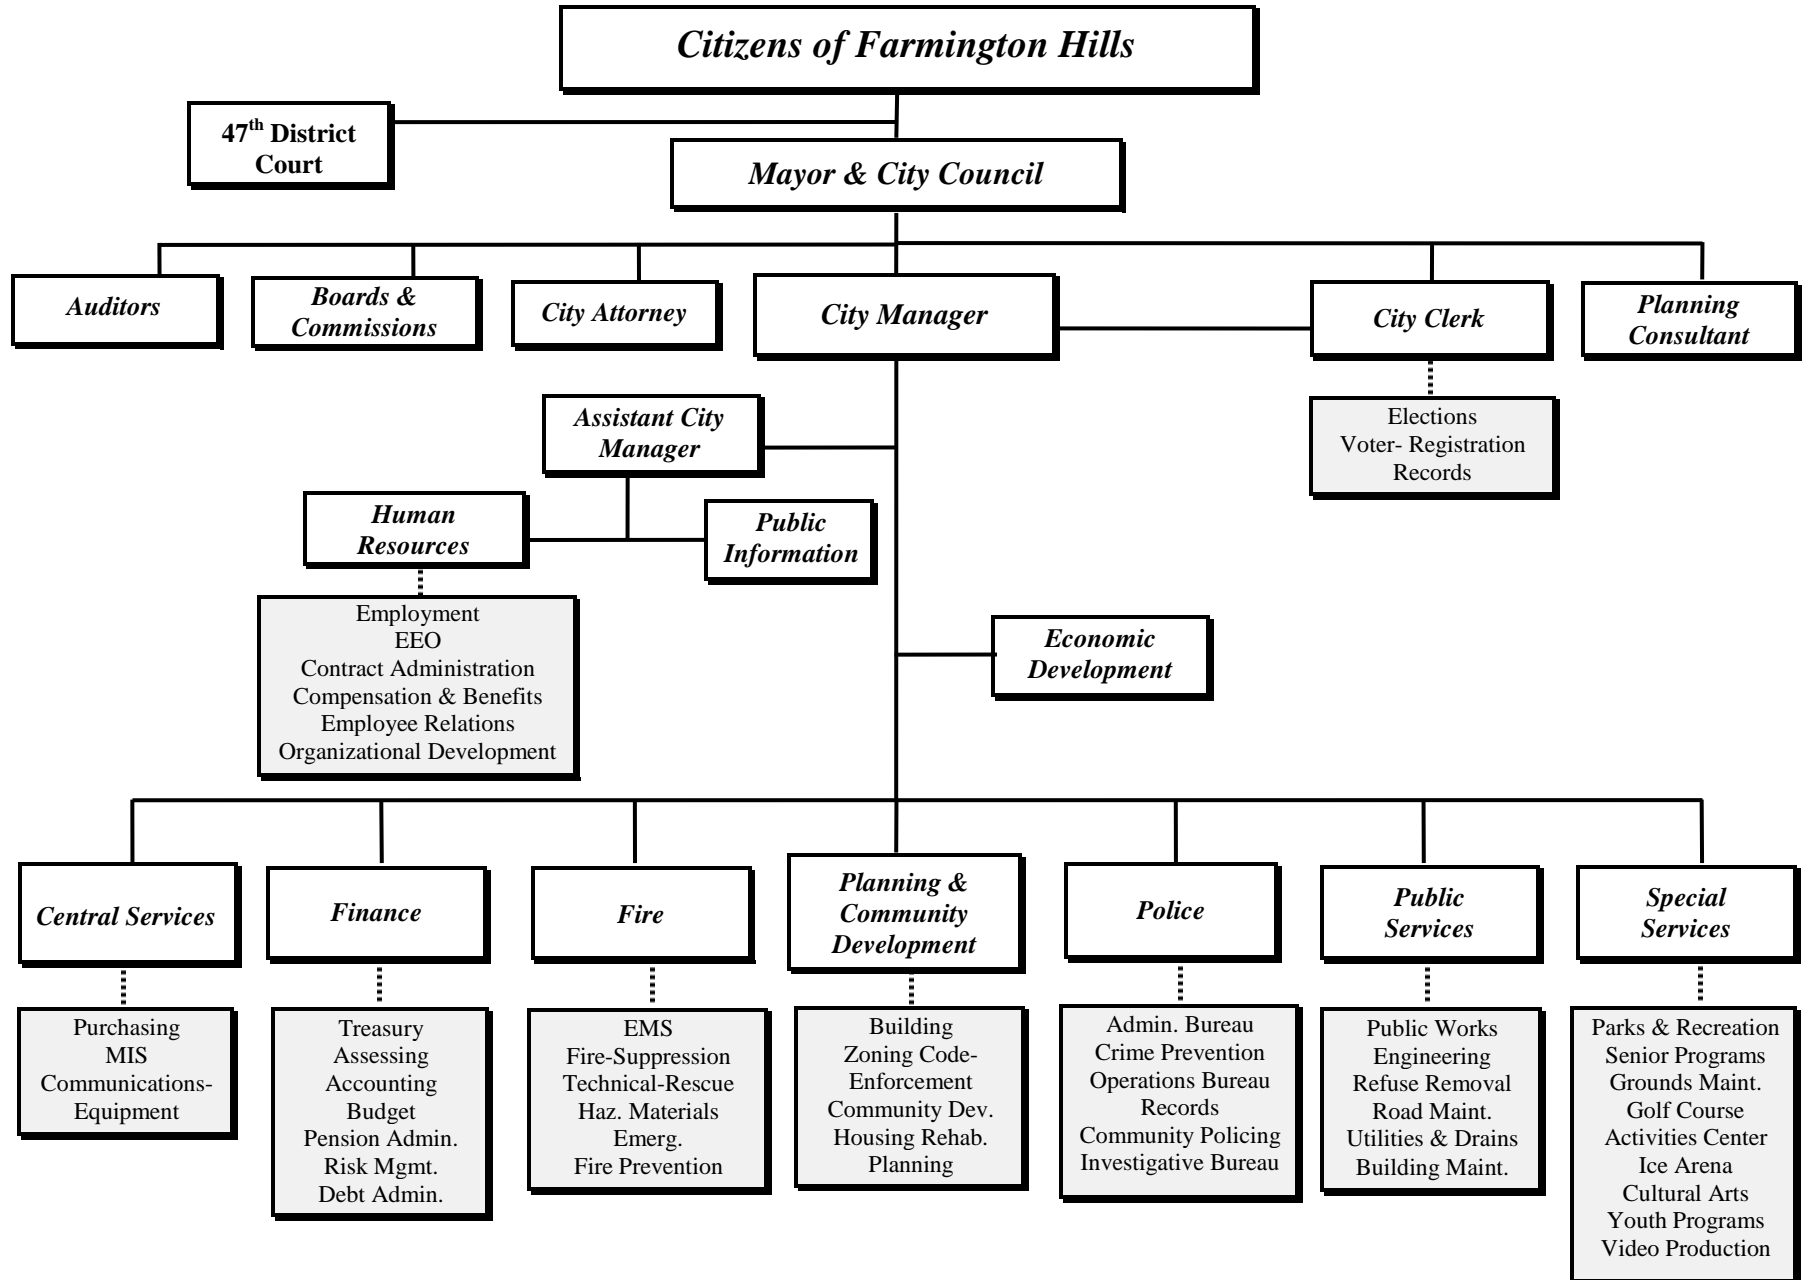 Citizens of Farmington Hills
47th District
Court
Mayor & City Council
Auditors
Boards &
Commissions
City Attorney
City Manager
City Clerk
Planning
Consultant
Elections
Voter- Registration
Records
Assistant City
Manager
Human
Resources
Public
Information
Employment
EEO
Contract Administration
Compensation & Benefits
Employee Relations
Organizational Development
Economic
Development
Central Services
Finance
Fire
Planning &
Community
Development
Police
Public
Services
Special
Services
Purchasing
MIS
Communications-
Equipment
Treasury
Assessing
Accounting
Budget
Pension Admin.
Risk Mgmt.
Debt Admin.
EMS
Fire-Suppression
Technical-Rescue
Haz. Materials
Emerg.
Fire Prevention
Building
Zoning Code-
Enforcement
Community Dev.
Housing Rehab.
Planning
Admin. Bureau
Crime Prevention
Operations Bureau
Records
Community Policing
Investigative Bureau
Public Works
Engineering
Refuse Removal
Road Maint.
Utilities & Drains
Building Maint.
Parks & Recreation
Senior Programs
Grounds Maint.
Golf Course
Activities Center
Ice Arena
Cultural Arts
Youth Programs
Video Production